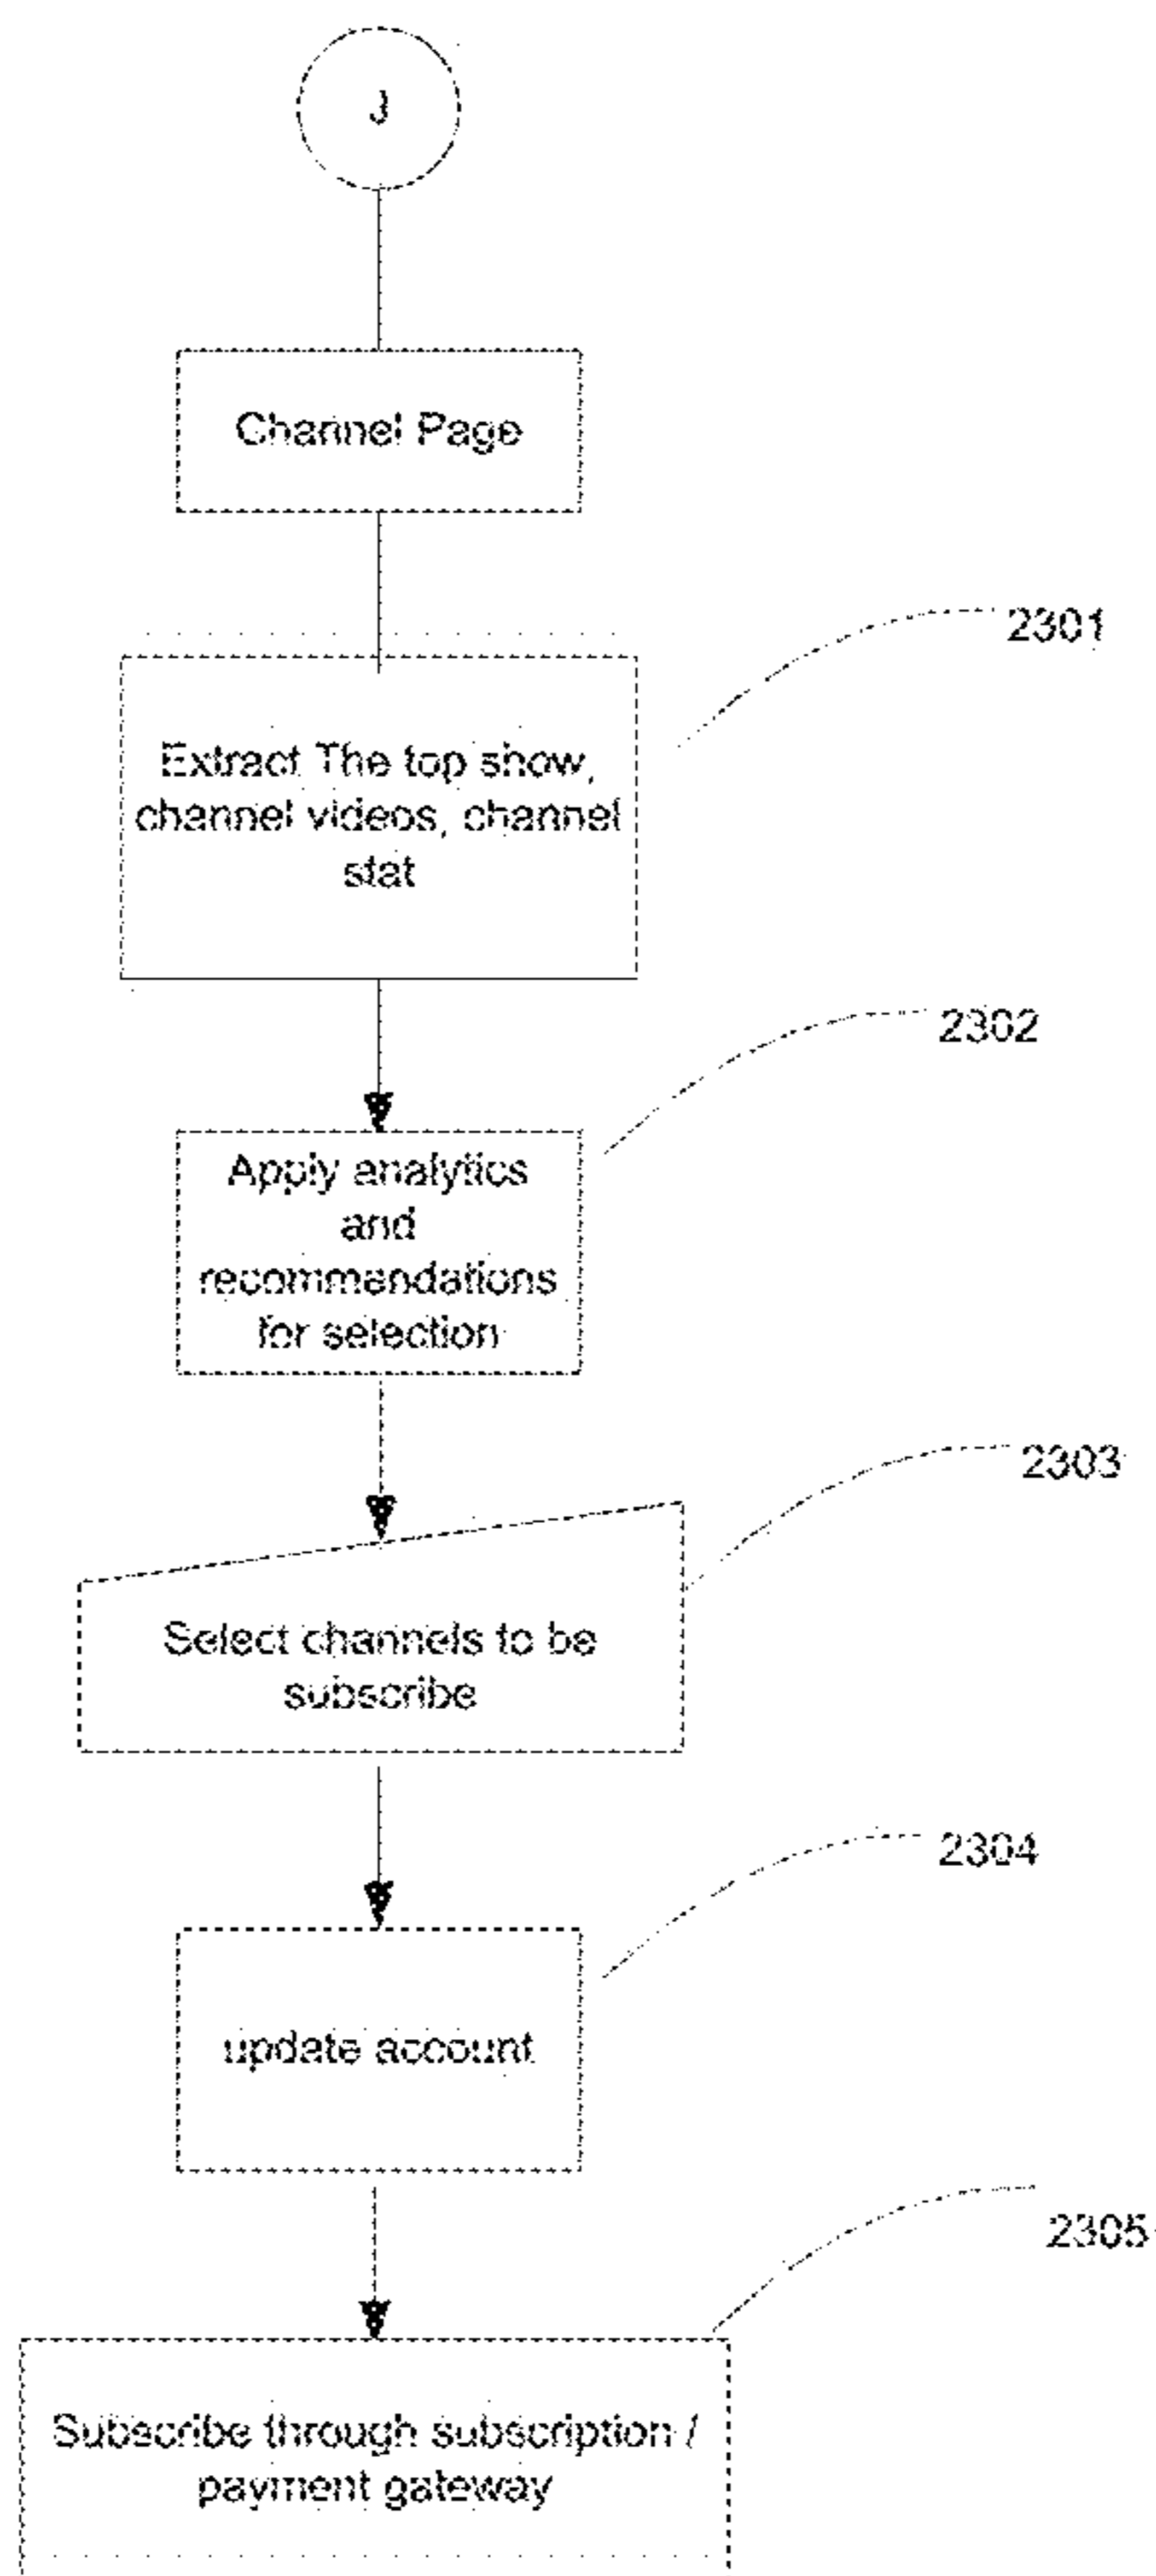 J
Channel Page
2301
Extract The top show,
channel videos, channel
stat
2302
Apply analytics
and
recommendations
for selection
2303
Select channels to be
subscribe
2304
update account
2305
Subscribe through subscription /
payment gateway